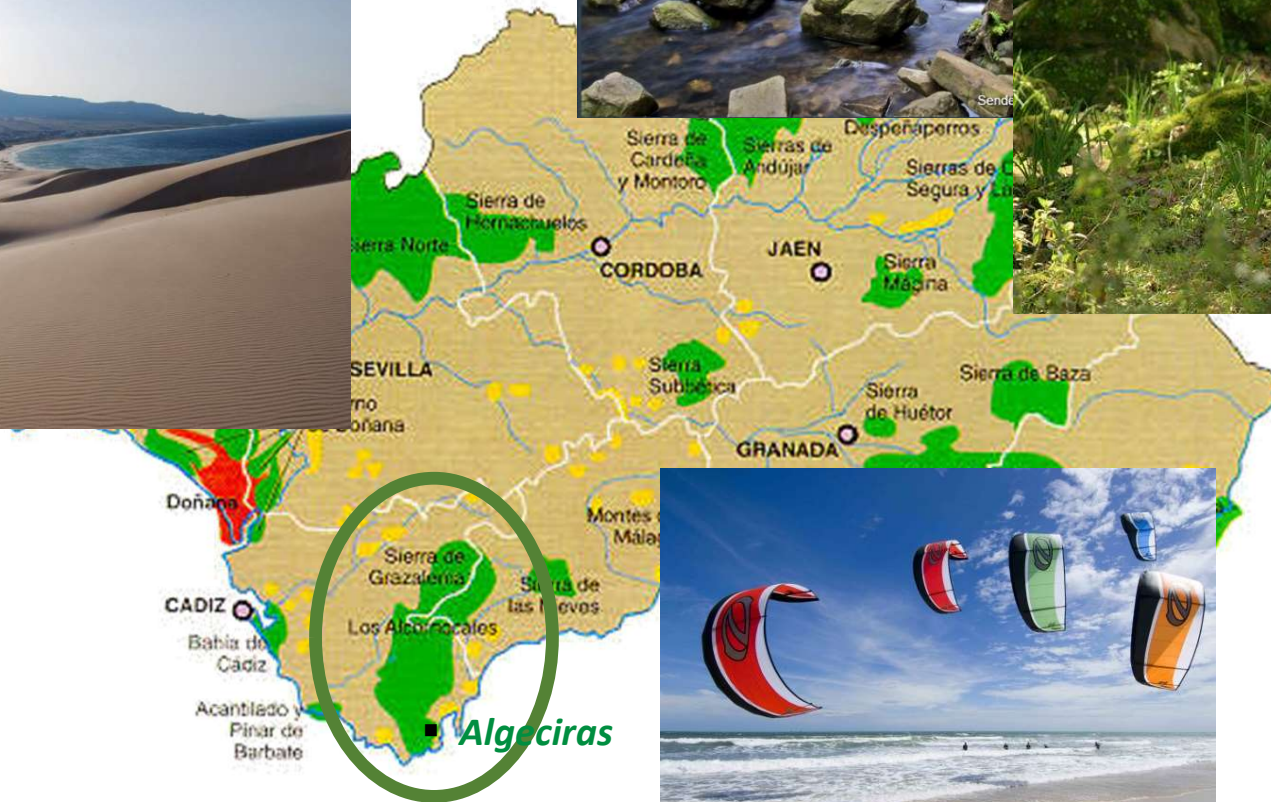 Sende
Despeñaperros
Sierra de
Cardeña
y Montoro
Sierras de
Andújar
Sierras de
Segura y
Sierra de
Hornachuelos
Sierra Norte
CORDOBA
JAEN
Sierra
Mágina
SEVILLA
Sierra
Subbética
Sierra de Baza
Sierra
de Huétor
Doñana
GRANADA
Doñana
Montes
Sierra de
Grazalema
Sierra de
las Nieves
CADIZ
Los Alcornocales
Bahía de
Cádiz
Acantilado y
Pinar de
Barbate
Algeciras